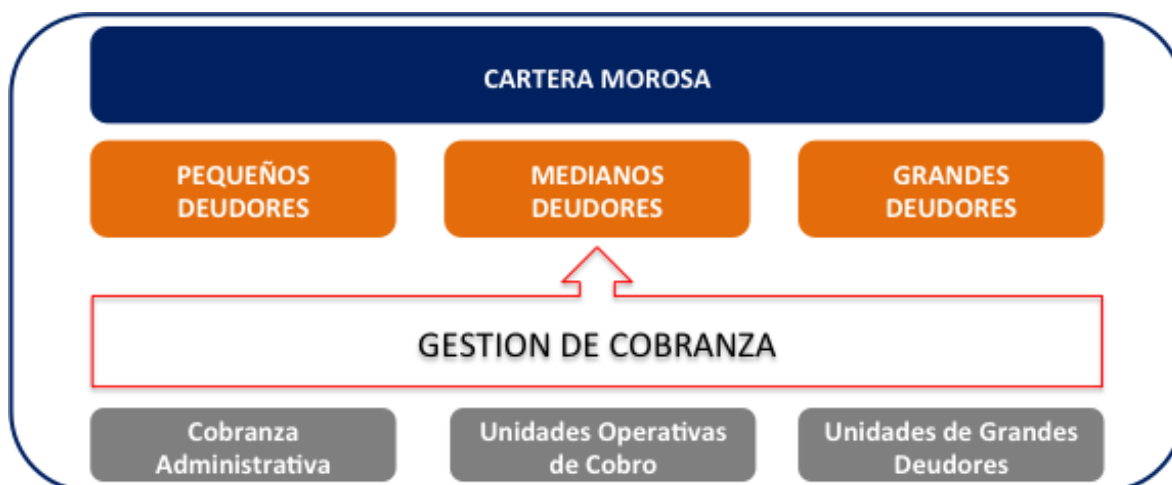 CARTERA MOROSA
PEQUEÑOS
DEUDORES
MEDIANOS
DEUDORES
GRANDES
DEUDORES
GESTION DE COBRANZA
Cobranza
Administrativa
Unidades Operativas
de Cobro
Unidades de Grandes
Deudores